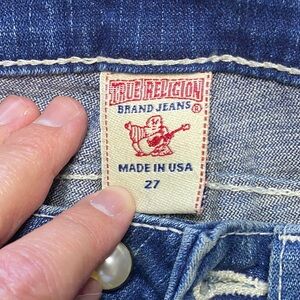 TRUE RELIGION ®
BRAND JEANS
MADE IN USA
27